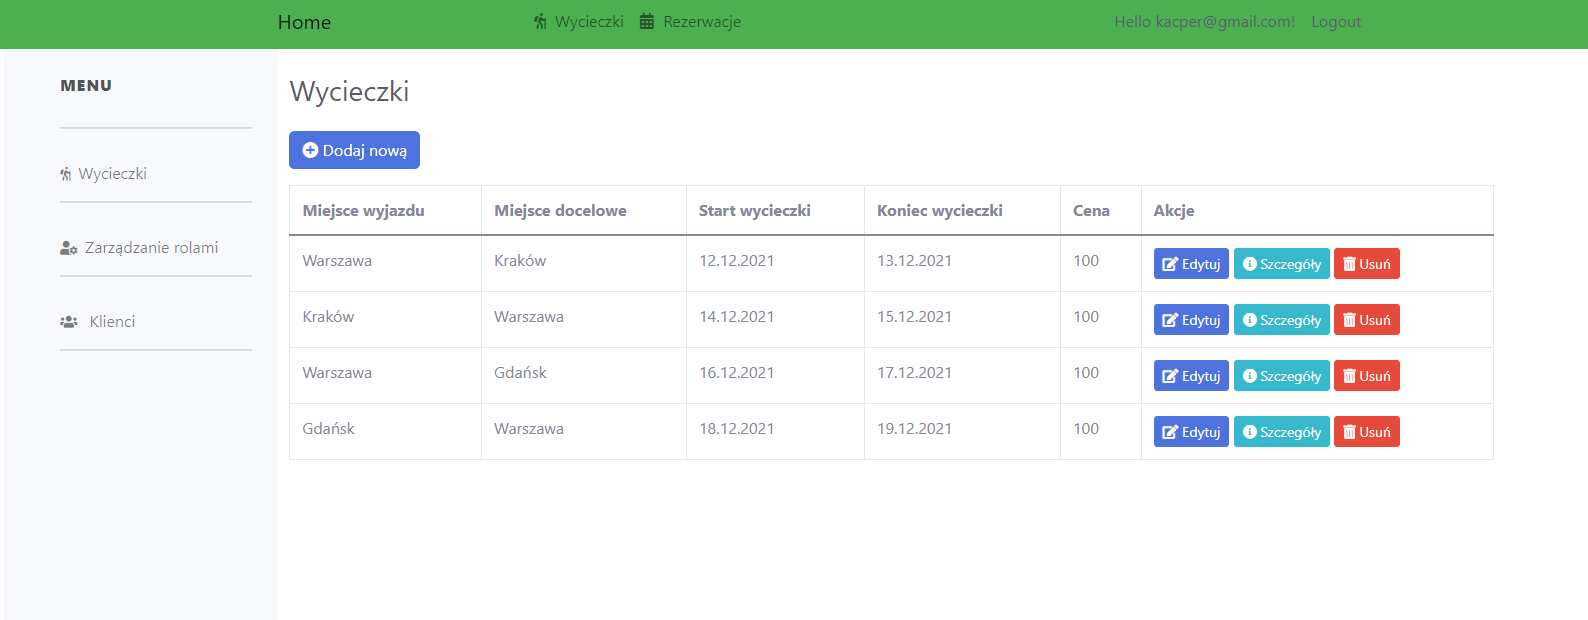 Home Wycieczki Rezerwacje Hello kacper@gmail.com! Logout
MENU
Wycieczki
Zarządzanie rolami
Klienci
Wycieczki
Dodaj nową
Miejsce wyjazdu Miejsce docelowe Start wycieczki Koniec wycieczki Cena Akcje
Warszawa Kraków 12.12.2021 13.12.2021 100 Edytuj Szczegóły Usuń
Kraków Warszawa 14.12.2021 15.12.2021 100 Edytuj Szczegóły Usuń
Warszawa Gdańsk 16.12.2021 17.12.2021 100 Edytuj Szczegóły Usuń
Gdańsk Warszawa 18.12.2021 19.12.2021 100 Edytuj Szczegóły Usuń